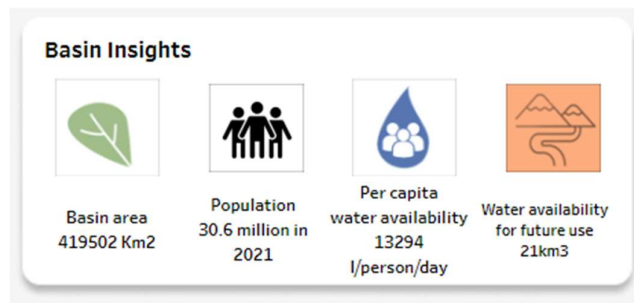 Basin Insights
Basin area
419502 Km2
Population
30.6 million in
2021
Per capita
water availability
13294
l/person/day
Water availability
for future use
21km3